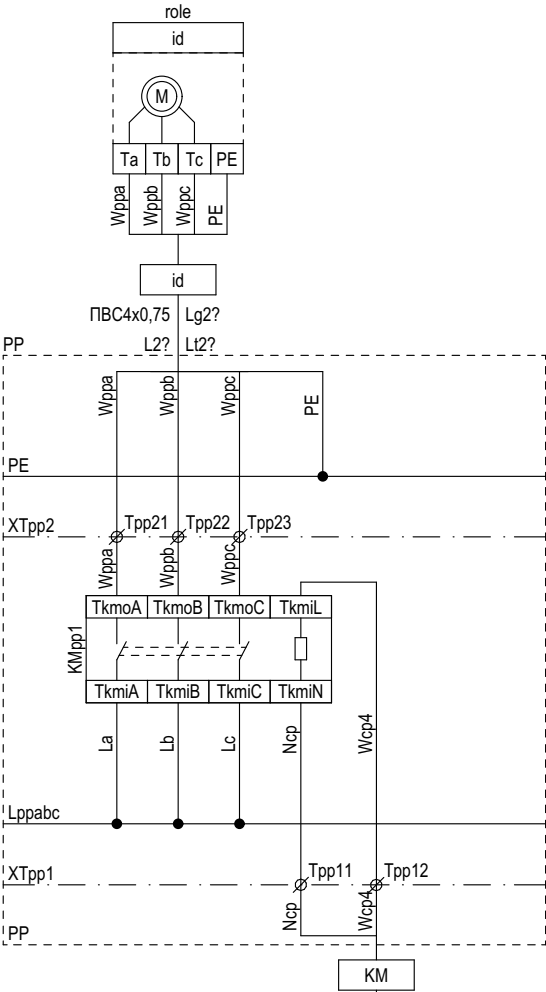 role
id
M
Ta Tb Tc PE
Wppa Wppb Wppc PE
id
ПВС4х0,75 Lg2?
L2? Lt2?
PP
Wppa Wppb Wppc PE
PE
XTpp2 Tpp21 Tpp22 Tpp23
Wppa Wppb Wppc
TkmoA TkmoB TkmoC TkmiL
KMpp1
TkmiA TkmiB TkmiC TkmiN
La Lb Lc Ncp Wcp4
Lppabc
XTpp1 Tpp11 Tpp12
Ncp Wcp4
PP
KM